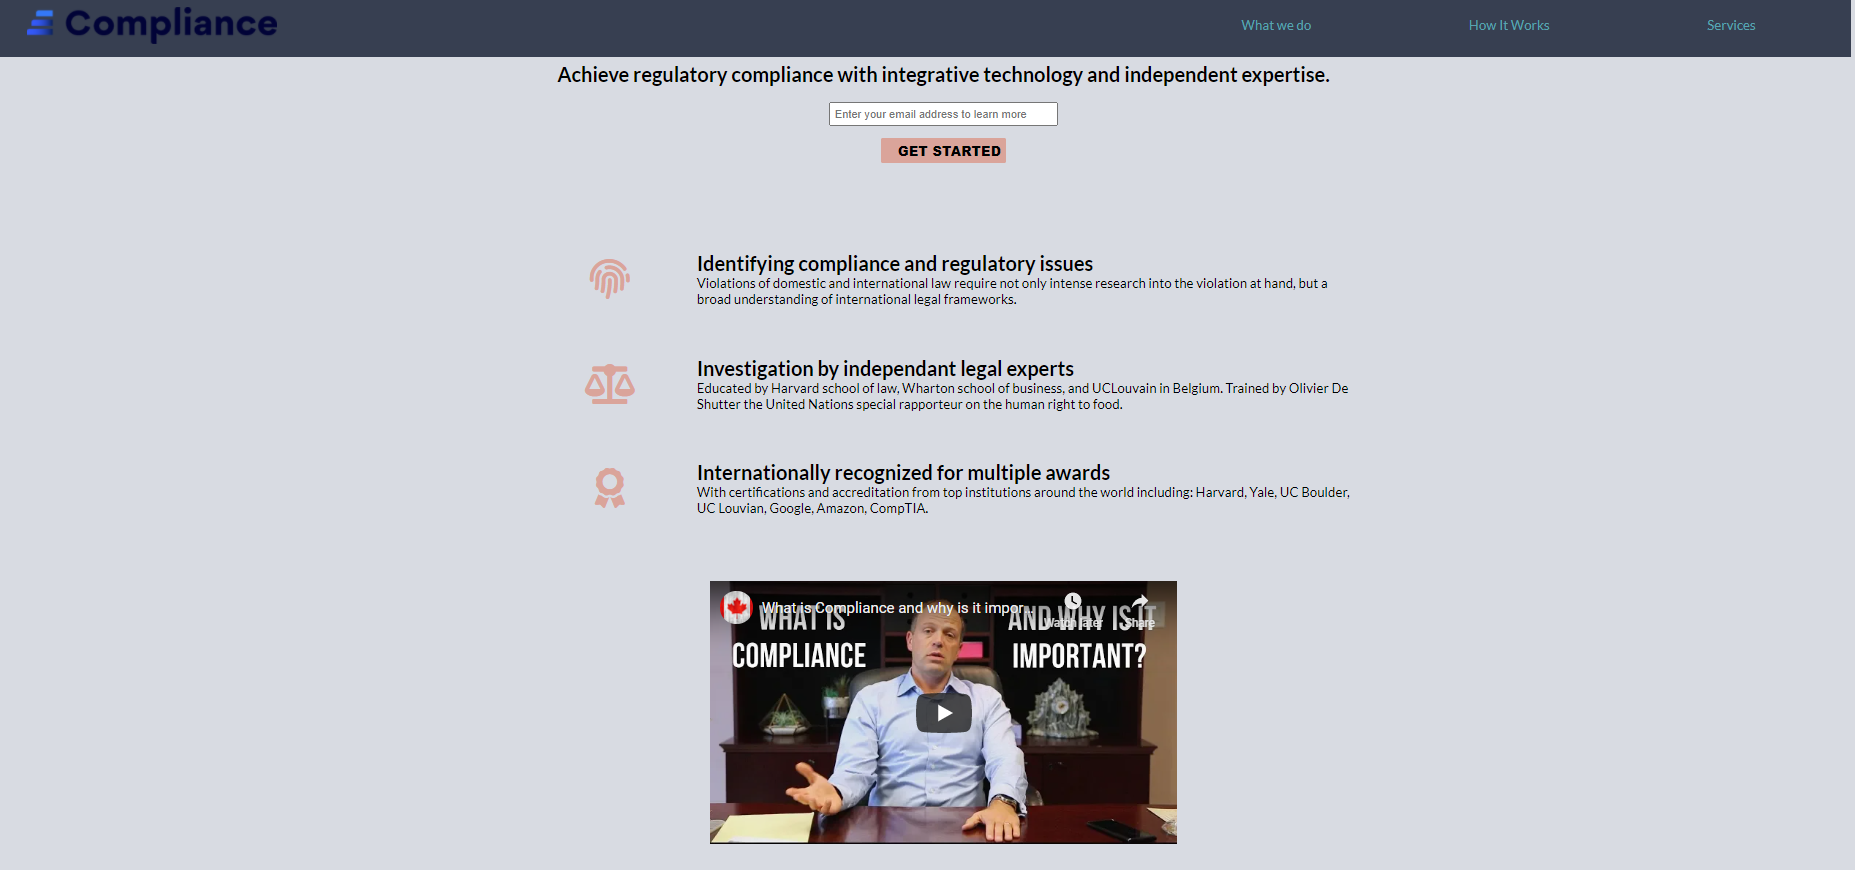 Compliance
What we do
How It Works
Services
Achieve regulatory compliance with integrative technology and independent expertise.
Enter your email address to learn more
GET STARTED
Identifying compliance and regulatory issues
Violations of domestic and international law require not only intense research into the violation at hand, but a
broad understanding of international legal frameworks.
Investigation by independant legal experts
Educated by Harvard school of law, Wharton school of business, and UCLouvain in Belgium. Trained by Olivier De
Shutter the United Nations special rapporteur on the human right to food.
Internationally recognized for multiple awards
With certifications and accreditation from top institutions around the world including: Harvard, Yale, UC Boulder,
UC Louvian, Google, Amazon, CompTIA.
What is Compliance and why is it impor...
Watch later
Share
WHAT IS
COMPLIANCE
AND WHY IS IT
IMPORTANT?